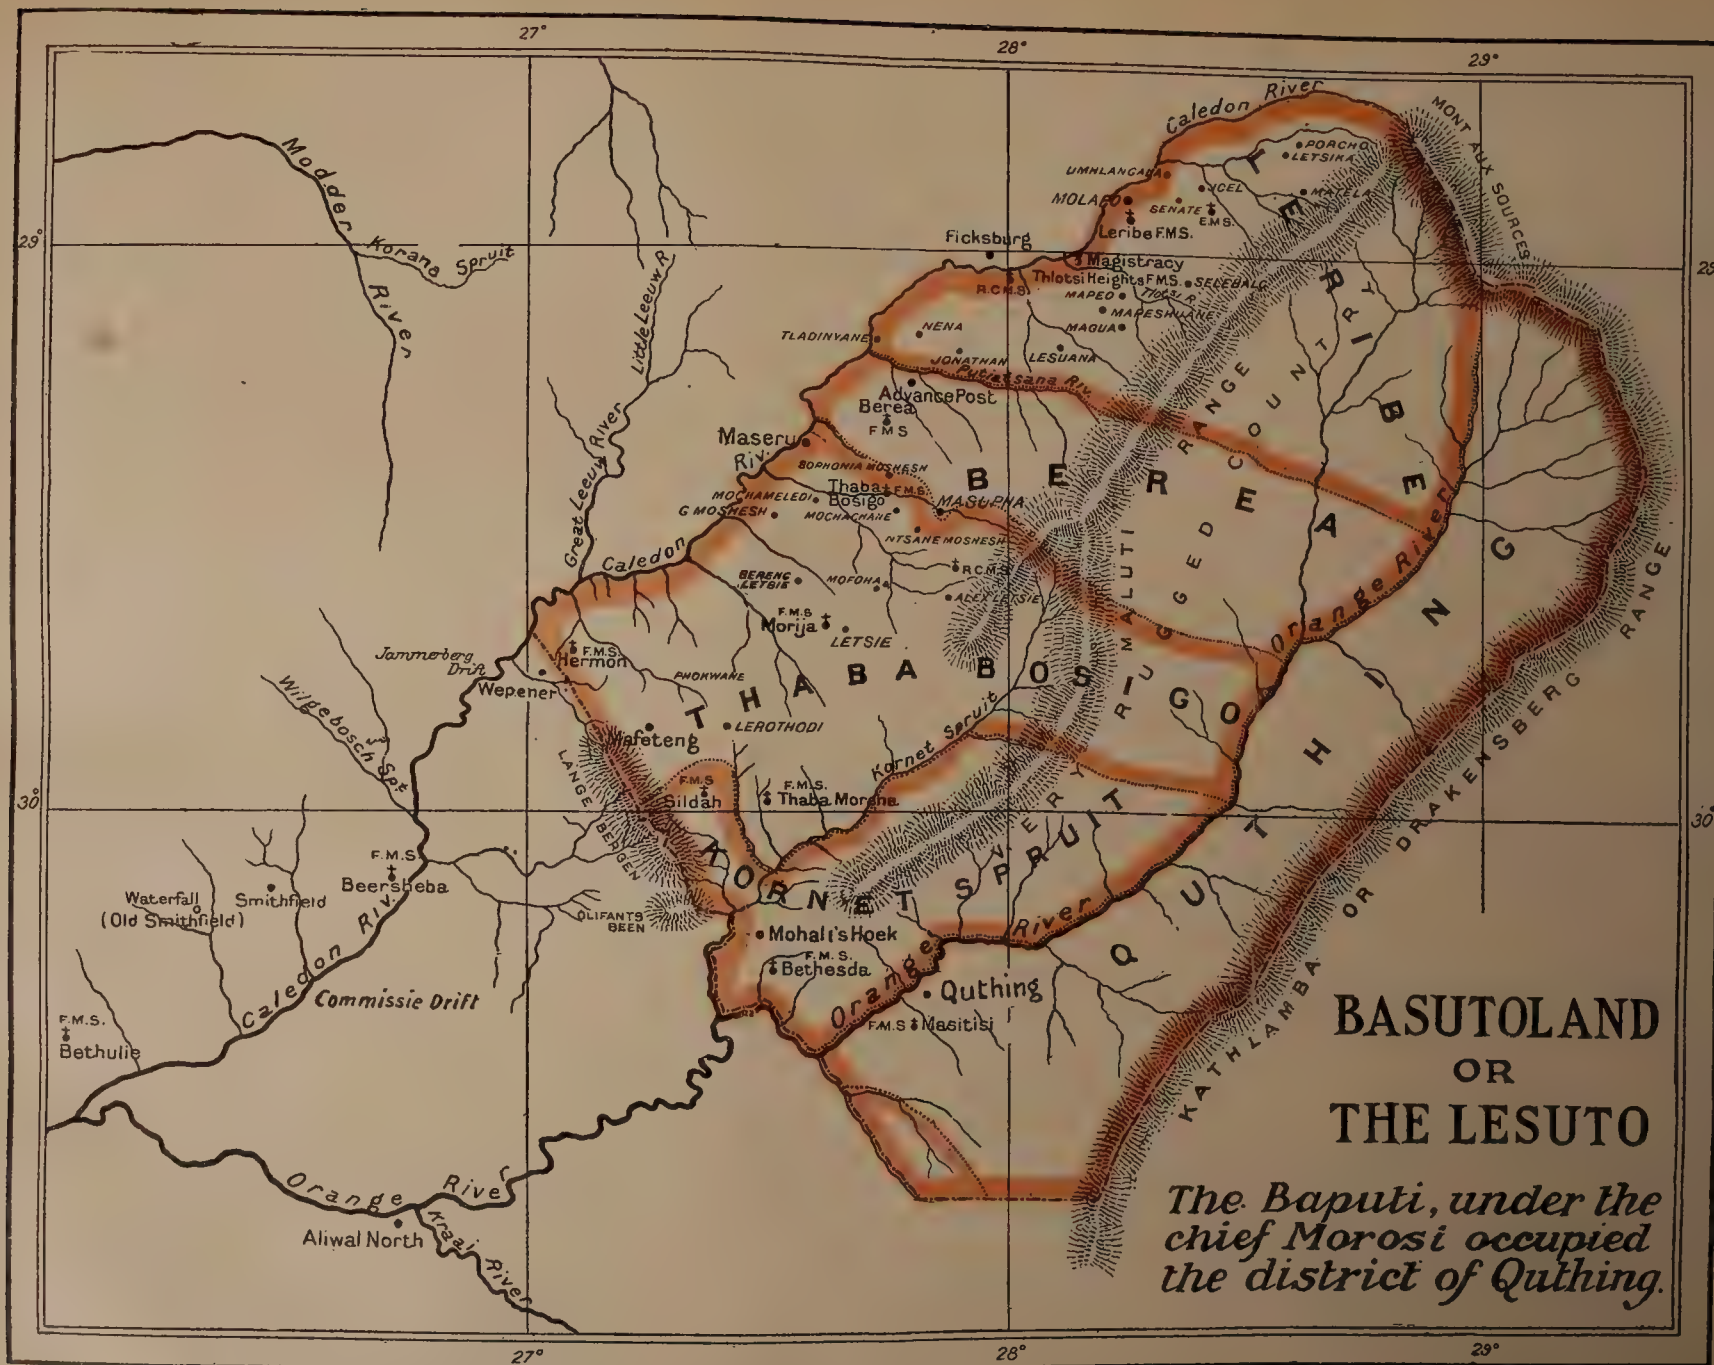 27°
28°
29°
Caledon River
MONT AUX SOURCES
Modder River
Korana Spruit
29°
PORCHO
LETSIKA
UMHLANGALA
JOEL
MATELA
MOLAPO
SENATE
E.M.S.
Leribe F.M.S.
Ficksburg
Magistracy
Thlotsi Heights F.M.S.
SELEBALO
R.C.M.S.
MAPEO
Tlotsi R.
MAPESHUANE
MAGUA
Little Leeuw R
NENA
TLADINYANE
JONATHAN
LESUANA
Putiatsana Riv.
LERIBE
Advance Post
Berea
F M S
Great Leeuw River
Maseru
Riv.
SOPHONIA MOSHESH
Thaba Bosigo
F.M.S.
MASUPHA
MOCHAMELEDI
G MOSHESH
MOCHACHANE
NTSANE MOSHESH
BEREA
MALUTI RANGE
VERY RUGGED COUNTRY
Caledon
R C M S
BERENG LETSIE
MOFOHA
ALEX LETSIE
F.M.S
Morija
LETSIE
Orange River
Jammerberg Drift
F.M.S.
Hermon
Wepener
PHOKWANE
THABA BOSIGO
LEROTHODI
Mafeteng
Wilgebosch Spt.
Kornet Spruit
LANGE BERGEN
F.M.S
Sildah
F.M.S.
Thaba Morena
30°
30°
KORNET SPRUIT
QUTHING
KATHLAMBA OR DRAKENSBERG RANGE
F.M.S.
Beersheba
Waterfall
(Old Smithfield)
Smithfield
OLIFANTS BEEN
Mohali's Hoek
F.M.S.
Bethesda
Orange River
Quthing
F.M.S Masitisi
Caledon Riv.
Commissie Drift
F.M.S.
Bethulie
Orange River
Aliwal North
Kraai River
BASUTOLAND
OR
THE LESUTO
The Baputi, under the
chief Morosi occupied
the district of Quthing.
27°
28°
29°